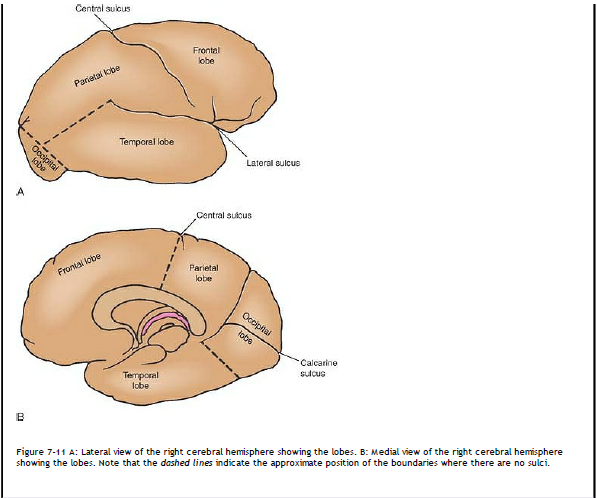 Central sulcus
Frontal
lobe
Parietal lobe
Temporal lobe
Occipital
lobe
Lateral sulcus
A
Central sulcus
Frontal lobe
Parietal
lobe
Occipital
lobe
Calcarine
sulcus
Temporal
lobe
B
Figure 7-11 A: Lateral view of the right cerebral hemisphere showing the lobes. B: Medial view of the right cerebral hemisphere
showing the lobes. Note that the dashed lines indicate the approximate position of the boundaries where there are no sulci.